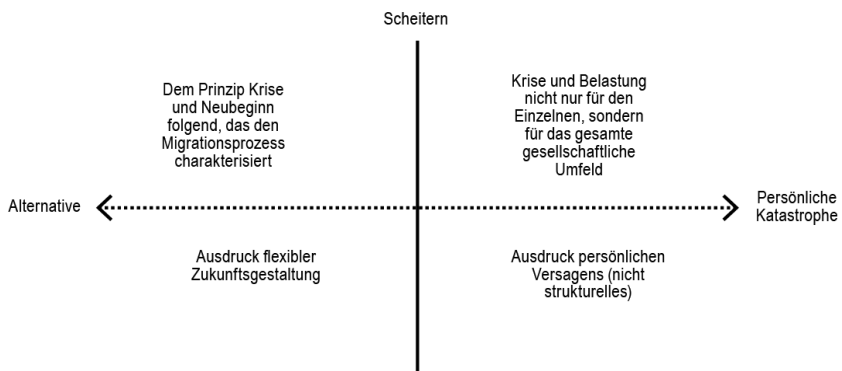 Scheitern
Dem Prinzip Krise
und Neubeginn
folgend, das den
Migrationsprozess
charakterisiert
Krise und Belastung
nicht nur für den
Einzelnen, sondern
für das gesamte
gesellschaftliche
Umfeld
Alternative
Persönliche
Katastrophe
Ausdruck flexibler
Zukunftsgestaltung
Ausdruck persönlichen
Versagens (nicht
strukturelles)